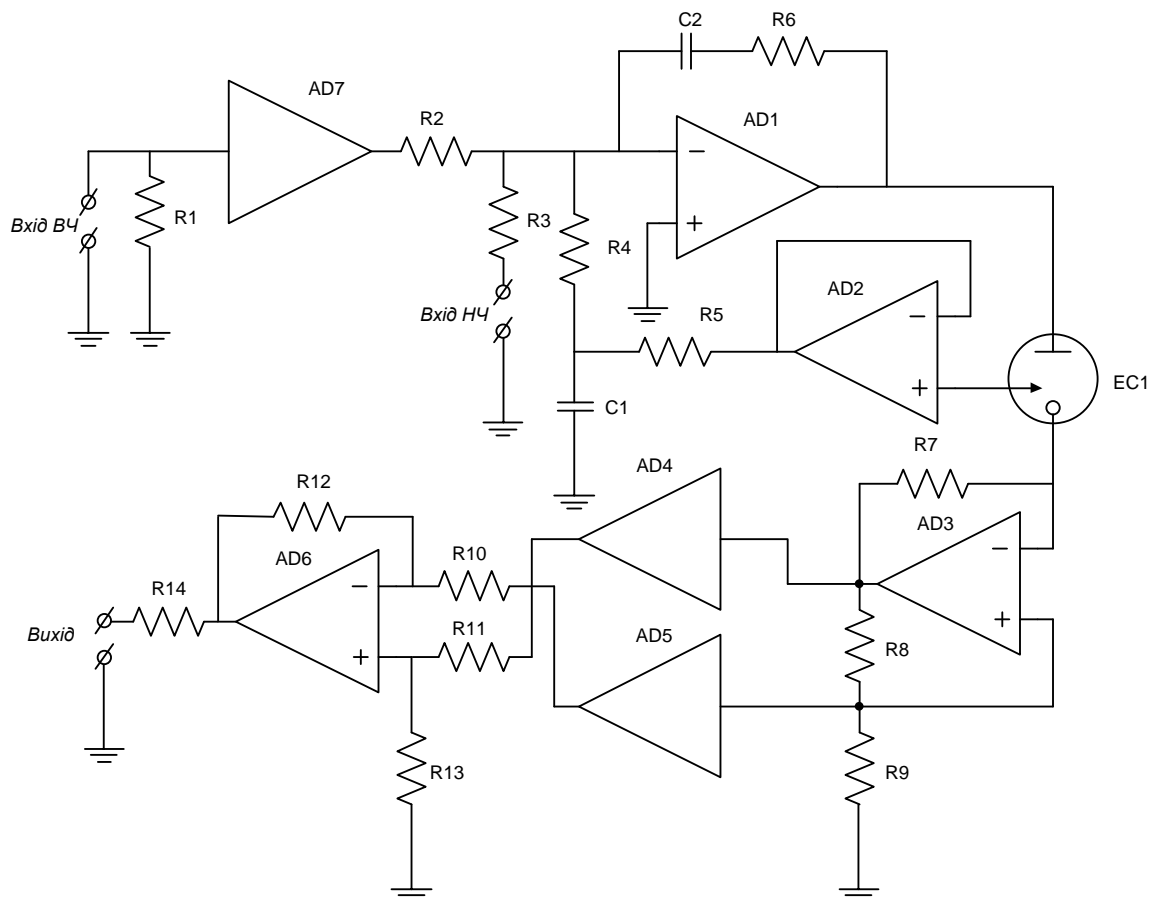 C2
R6
AD7
R2
AD1
−
+
R1
Вхід ВЧ
R3
R4
AD2
−
+
Вхід НЧ
R5
EC1
C1
R7
AD4
R12
AD3
−
+
AD6
−
+
R10
R14
R11
Вихід
AD5
R8
R13
R9